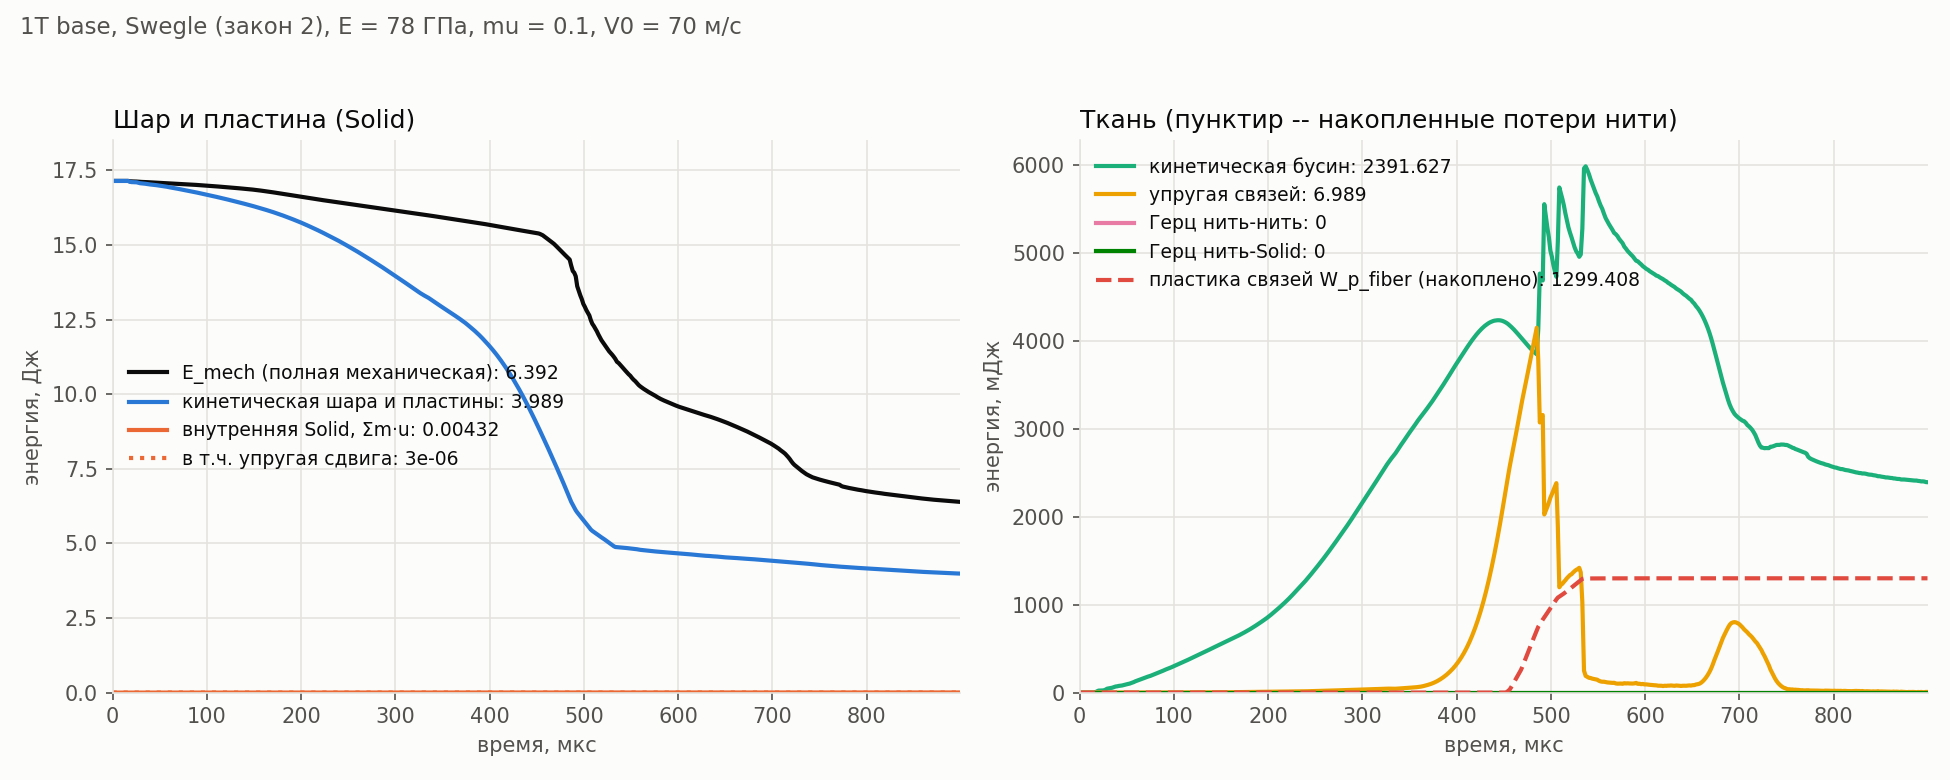 1T base, Swegle (закон 2), E = 78 ГПа, mu = 0.1, V0 = 70 м/с
Шар и пластина (Solid)
энергия, Дж
17.5
15.0
12.5
10.0
7.5
5.0
2.5
0.0
E_mech (полная механическая): 6.392
кинетическая шара и пластины: 3.989
внутренняя Solid, Σm·u: 0.00432
в т.ч. упругая сдвига: 3e-06
0 100 200 300 400 500 600 700 800
время, мкс
Ткань (пунктир -- накопленные потери нити)
энергия, мДж
6000
5000
4000
3000
2000
1000
0
кинетическая бусин: 2391.627
упругая связей: 6.989
Герц нить-нить: 0
Герц нить-Solid: 0
пластика связей W_p_fiber (накоплено): 1299.408
0 100 200 300 400 500 600 700 800
время, мкс